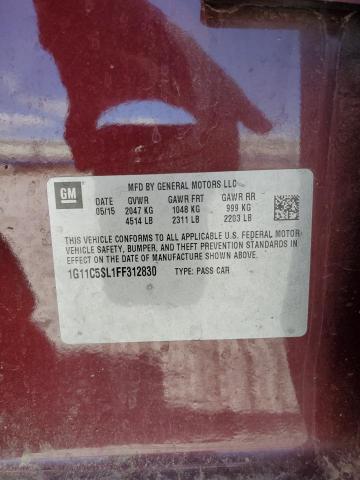 GM
MFD BY GENERAL MOTORS LLC
DATE GVWR GAWR FRT GAWR RR
05/15 2047 KG 1048 KG 999 KG
4514 LB 2311 LB 2203 LB
THIS VEHICLE CONFORMS TO ALL APPLICABLE U.S. FEDERAL MOTOR
VEHICLE SAFETY, BUMPER, AND THEFT PREVENTION STANDARDS IN
EFFECT ON THE DATE OF MANUFACTURE SHOWN ABOVE.
1G11C5SL1FF312830 TYPE: PASS CAR